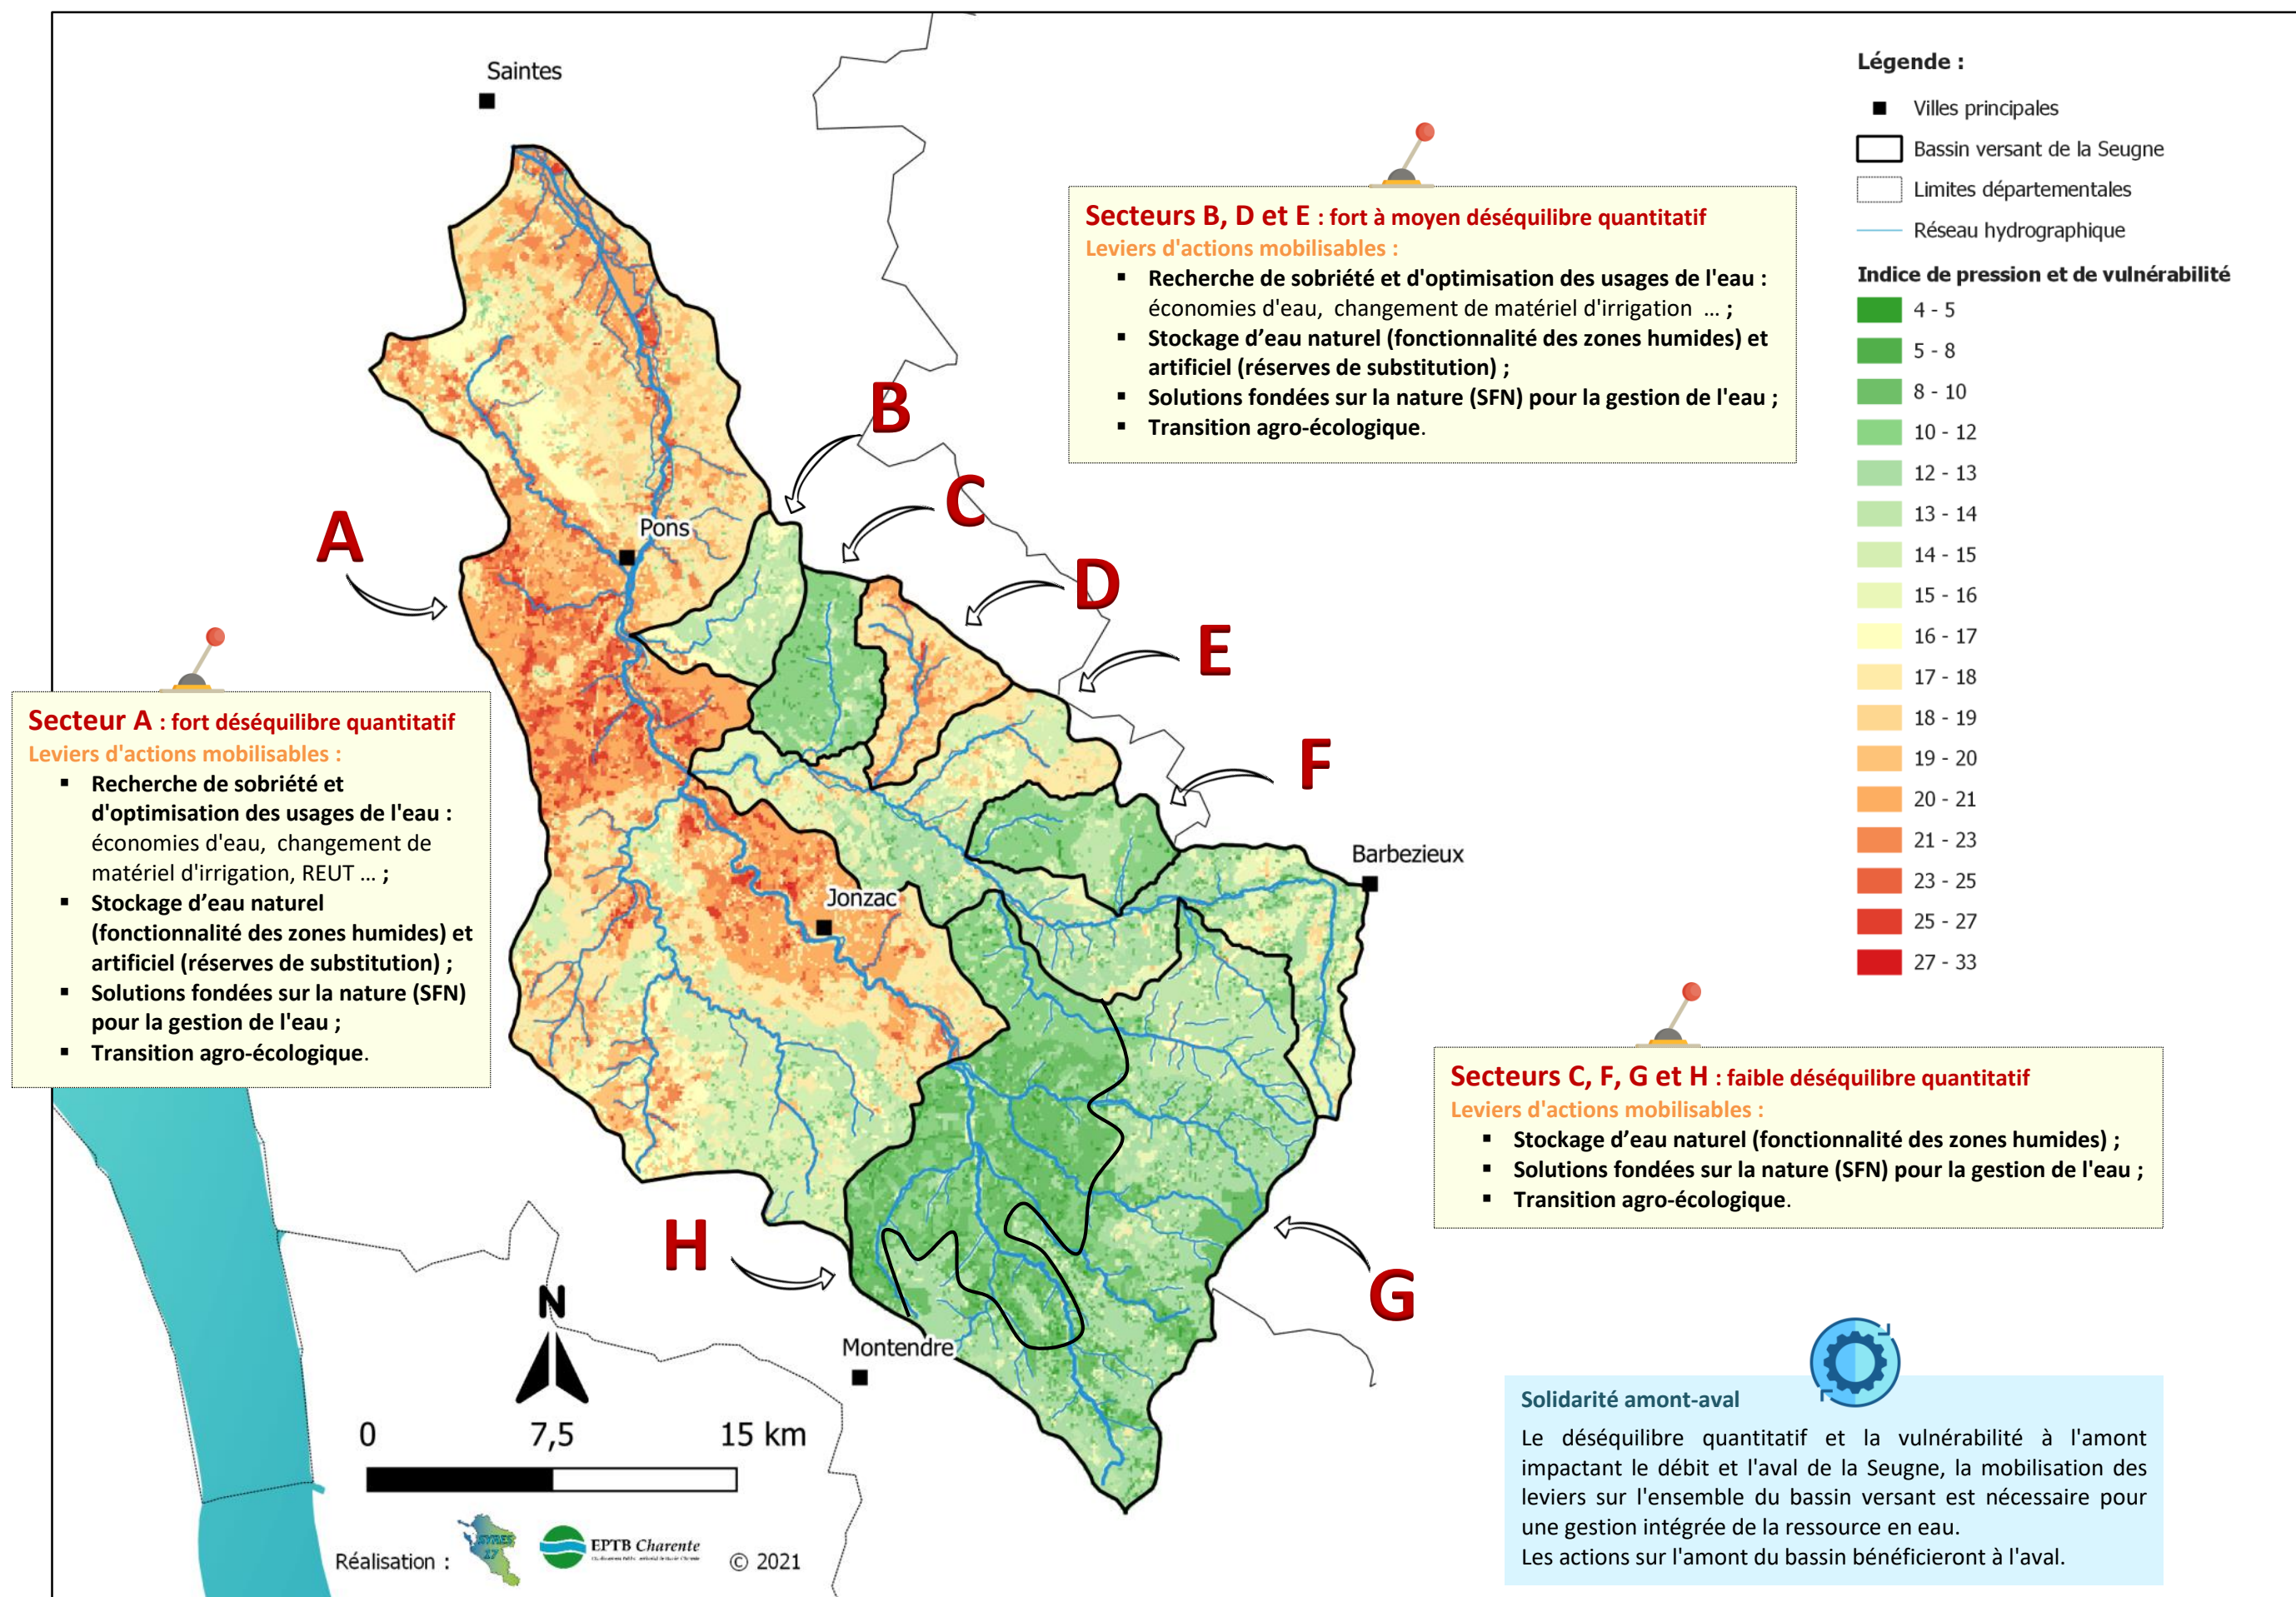 Saintes
Pons
Jonzac
Barbezieux
Montendre
A
B
C
D
E
F
G
H
Légende :
Villes principales
Bassin versant de la Seugne
Limites départementales
Réseau hydrographique
Indice de pression et de vulnérabilité
4 - 5
5 - 8
8 - 10
10 - 12
12 - 13
13 - 14
14 - 15
15 - 16
16 - 17
17 - 18
18 - 19
19 - 20
20 - 21
21 - 23
23 - 25
25 - 27
27 - 33
Secteurs B, D et E : fort à moyen déséquilibre quantitatif
Leviers d'actions mobilisables :
▪ Recherche de sobriété et d'optimisation des usages de l'eau :
économies d'eau, changement de matériel d'irrigation ... ;
▪ Stockage d’eau naturel (fonctionnalité des zones humides) et
artificiel (réserves de substitution) ;
▪ Solutions fondées sur la nature (SFN) pour la gestion de l'eau ;
▪ Transition agro-écologique.
Secteur A : fort déséquilibre quantitatif
Leviers d'actions mobilisables :
▪ Recherche de sobriété et
d'optimisation des usages de l'eau :
économies d'eau, changement de
matériel d'irrigation, REUT ... ;
▪ Stockage d’eau naturel
(fonctionnalité des zones humides) et
artificiel (réserves de substitution) ;
▪ Solutions fondées sur la nature (SFN)
pour la gestion de l'eau ;
▪ Transition agro-écologique.
Secteurs C, F, G et H : faible déséquilibre quantitatif
Leviers d'actions mobilisables :
▪ Stockage d’eau naturel (fonctionnalité des zones humides) ;
▪ Solutions fondées sur la nature (SFN) pour la gestion de l'eau ;
▪ Transition agro-écologique.
Solidarité amont-aval
Le déséquilibre quantitatif et la vulnérabilité à l'amont
impactant le débit et l'aval de la Seugne, la mobilisation des
leviers sur l'ensemble du bassin versant est nécessaire pour
une gestion intégrée de la ressource en eau.
Les actions sur l'amont du bassin bénéficieront à l'aval.
N
0 7,5 15 km
Réalisation :
17
EPTB Charente
© 2021